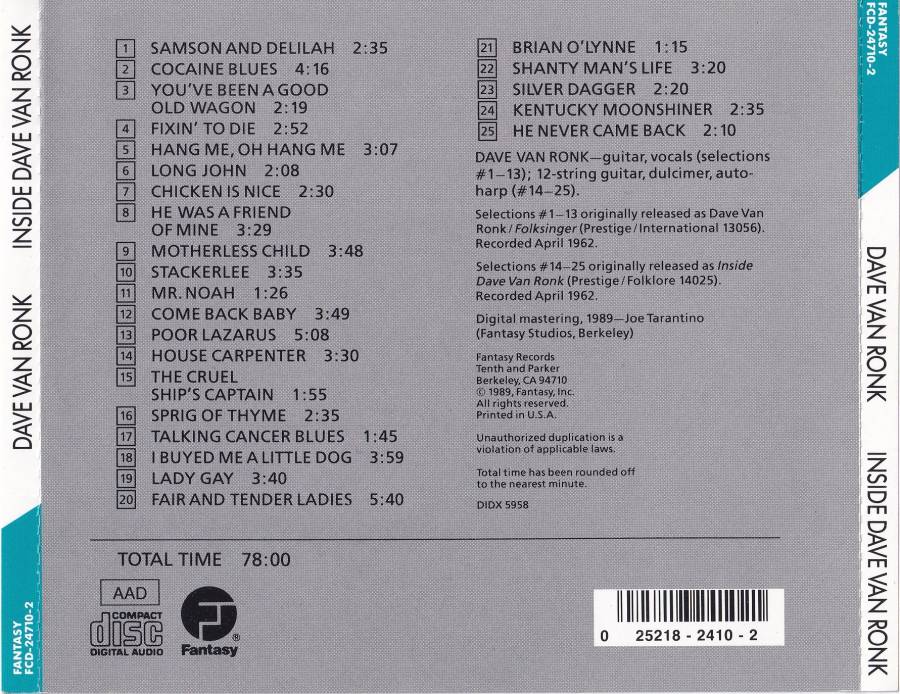 INSIDE DAVE VAN RONK
DAVE VAN RONK
FANTASY
FCD-24710-2
1 SAMSON AND DELILAH 2:35
2 COCAINE BLUES 4:16
3 YOU'VE BEEN A GOOD
OLD WAGON 2:19
4 FIXIN' TO DIE 2:52
5 HANG ME, OH HANG ME 3:07
6 LONG JOHN 2:08
7 CHICKEN IS NICE 2:30
8 HE WAS A FRIEND
OF MINE 3:29
9 MOTHERLESS CHILD 3:48
10 STACKERLEE 3:35
11 MR. NOAH 1:26
12 COME BACK BABY 3:49
13 POOR LAZARUS 5:08
14 HOUSE CARPENTER 3:30
15 THE CRUEL
SHIP'S CAPTAIN 1:55
16 SPRIG OF THYME 2:35
17 TALKING CANCER BLUES 1:45
18 I BUYED ME A LITTLE DOG 3:59
19 LADY GAY 3:40
20 FAIR AND TENDER LADIES 5:40
21 BRIAN O'LYNNE 1:15
22 SHANTY MAN'S LIFE 3:20
23 SILVER DAGGER 2:20
24 KENTUCKY MOONSHINER 2:35
25 HE NEVER CAME BACK 2:10
DAVE VAN RONK—guitar, vocals (selections
#1–13); 12-string guitar, dulcimer, auto-
harp (#14–25).
Selections #1–13 originally released as Dave Van
Ronk/Folksinger (Prestige/International 13056).
Recorded April 1962.
Selections #14–25 originally released as Inside
Dave Van Ronk (Prestige/Folklore 14025).
Recorded April 1962.
Digital mastering, 1989—Joe Tarantino
(Fantasy Studios, Berkeley)
Fantasy Records
Tenth and Parker
Berkeley, CA 94710
© 1989, Fantasy, Inc.
All rights reserved.
Printed in U.S.A.
Unauthorized duplication is a
violation of applicable laws.
Total time has been rounded off
to the nearest minute.
DIDX 5958
TOTAL TIME 78:00
AAD
COMPACT
disc
DIGITAL AUDIO
Fantasy ®
0 25218-2410-2
FANTASY
FCD-24710-2
DAVE VAN RONK
INSIDE DAVE VAN RONK